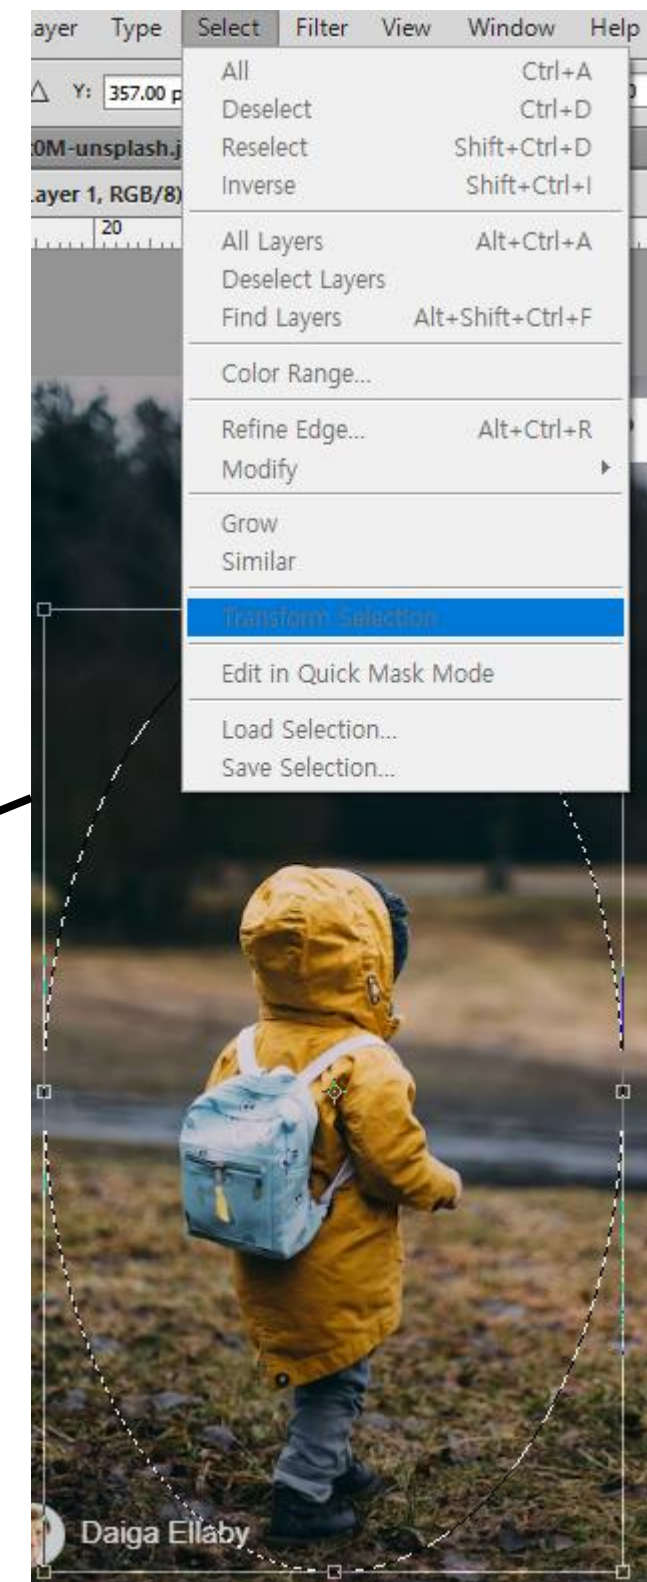 ayer Type Select Filter View Window Help
Y: 357.00 p
0M-unsplash.j
ayer 1, RGB/8)
20
All Ctrl+A
Deselect Ctrl+D
Reselect Shift+Ctrl+D
Inverse Shift+Ctrl+I
All Layers Alt+Ctrl+A
Deselect Layers
Find Layers Alt+Shift+Ctrl+F
Color Range...
Refine Edge... Alt+Ctrl+R
Modify
Grow
Similar
Transform Selection
Edit in Quick Mask Mode
Load Selection...
Save Selection...
Daiga Ellaby